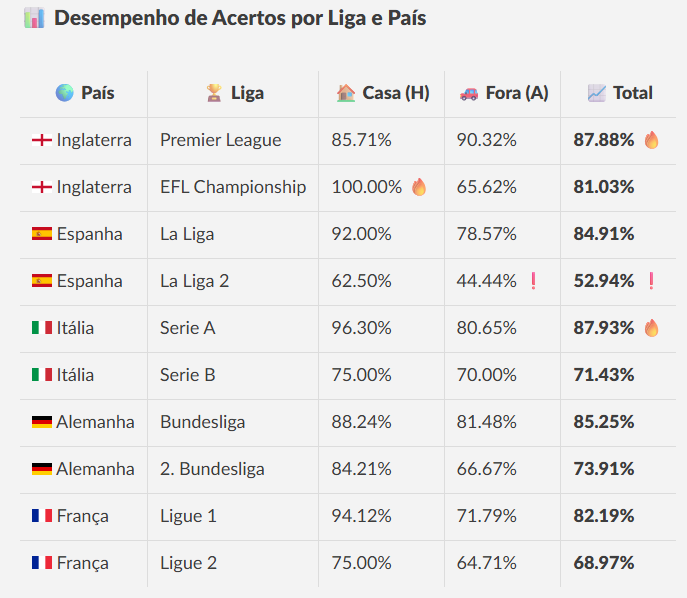 📊 Desempenho de Acertos por Liga e País
🌍 País 🏆 Liga 🏠 Casa (H) 🚗 Fora (A) 📈 Total
Inglaterra Premier League 85.71% 90.32% 87.88% 🔥
Inglaterra EFL Championship 100.00% 🔥 65.62% 81.03%
Espanha La Liga 92.00% 78.57% 84.91%
Espanha La Liga 2 62.50% 44.44% ❗ 52.94% ❗
Itália Serie A 96.30% 80.65% 87.93% 🔥
Itália Serie B 75.00% 70.00% 71.43%
Alemanha Bundesliga 88.24% 81.48% 85.25%
Alemanha 2. Bundesliga 84.21% 66.67% 73.91%
França Ligue 1 94.12% 71.79% 82.19%
França Ligue 2 75.00% 64.71% 68.97%